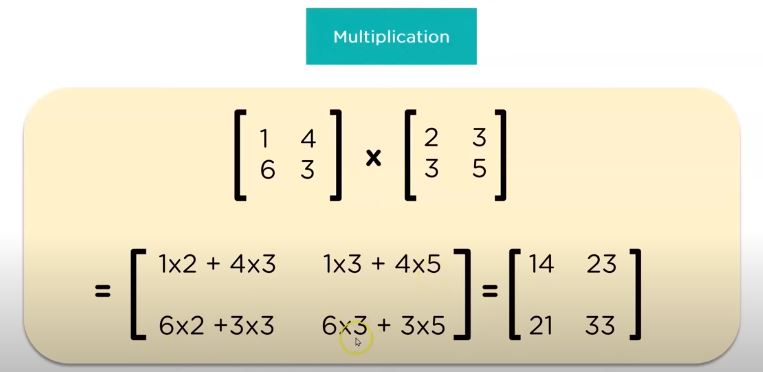 Multiplication
1 4 x 2 3
6 3 3 5
= 1x2 + 4x3 1x3 + 4x5 = 14 23
6x2 +3x3 6x3 + 3x5 21 33